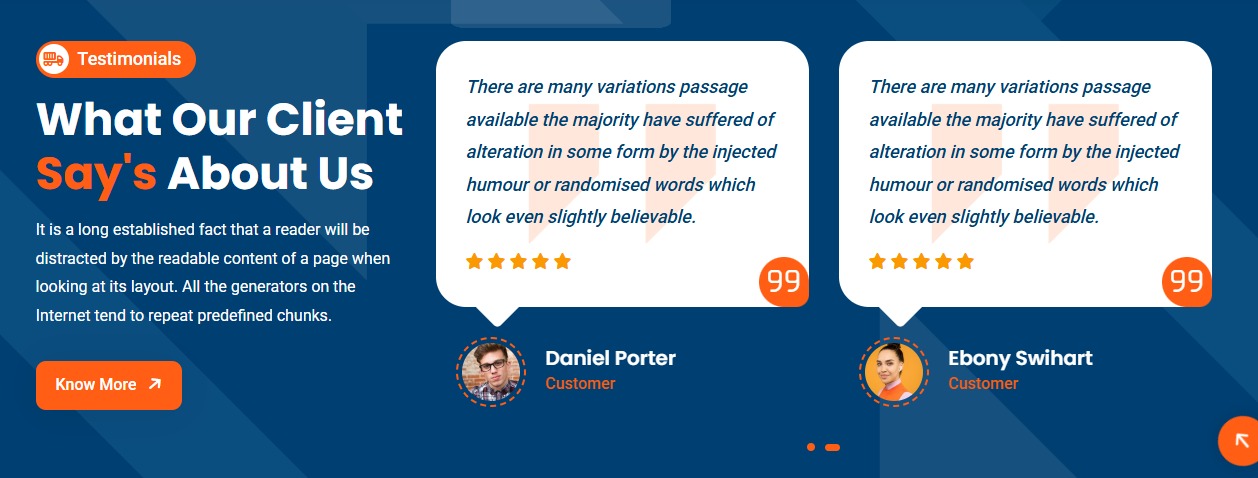 Testimonials
What Our Client
Say's About Us
It is a long established fact that a reader will be
distracted by the readable content of a page when
looking at its layout. All the generators on the
Internet tend to repeat predefined chunks.
Know More
There are many variations passage
available the majority have suffered of
alteration in some form by the injected
humour or randomised words which
look even slightly believable.
99
Daniel Porter
Customer
There are many variations passage
available the majority have suffered of
alteration in some form by the injected
humour or randomised words which
look even slightly believable.
99
Ebony Swihart
Customer